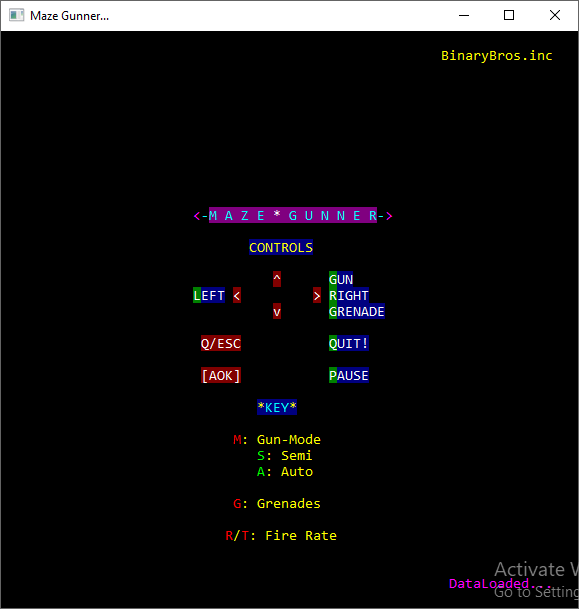 Maze Gunner...
BinaryBros.inc
<-M A Z E * G U N N E R->
CONTROLS
^ GUN
LEFT < > RIGHT
v GRENADE
Q/ESC QUIT!
[AOK] PAUSE
*KEY*
M: Gun-Mode
S: Semi
A: Auto
G: Grenades
R/T: Fire Rate
Activate W
DataLoaded...
Go to Setting